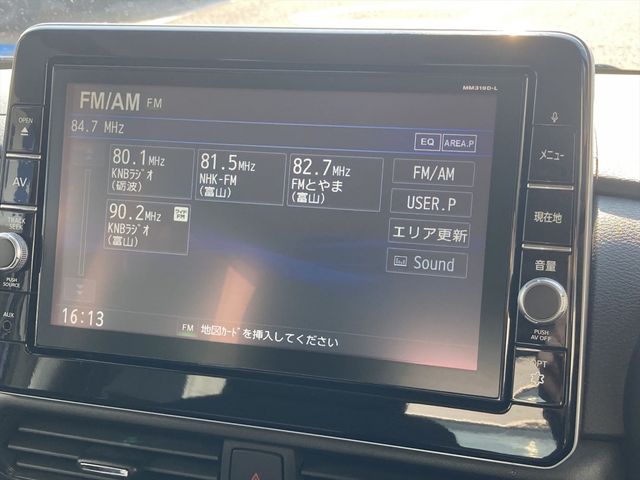 MM319D-L
FM/AM FM
84.7 MHz
EQ AREA.P
80.1MHz
KNBﾗｼﾞｵ
(砺波)
81.5MHz
NHK-FM
(富山)
82.7MHz
FMとやま
(富山)
FM/AM
90.2MHz
KNBﾗｼﾞｵ
(富山)
USER.P
エリア更新
Sound
16:13
FM 地図ｶｰﾄﾞを挿入してください
OPEN
AV
TRACK
SEEK
PUSH
SOURCE
AUX
メニュー
現在地
音量
PUSH
AV OFF
OPT